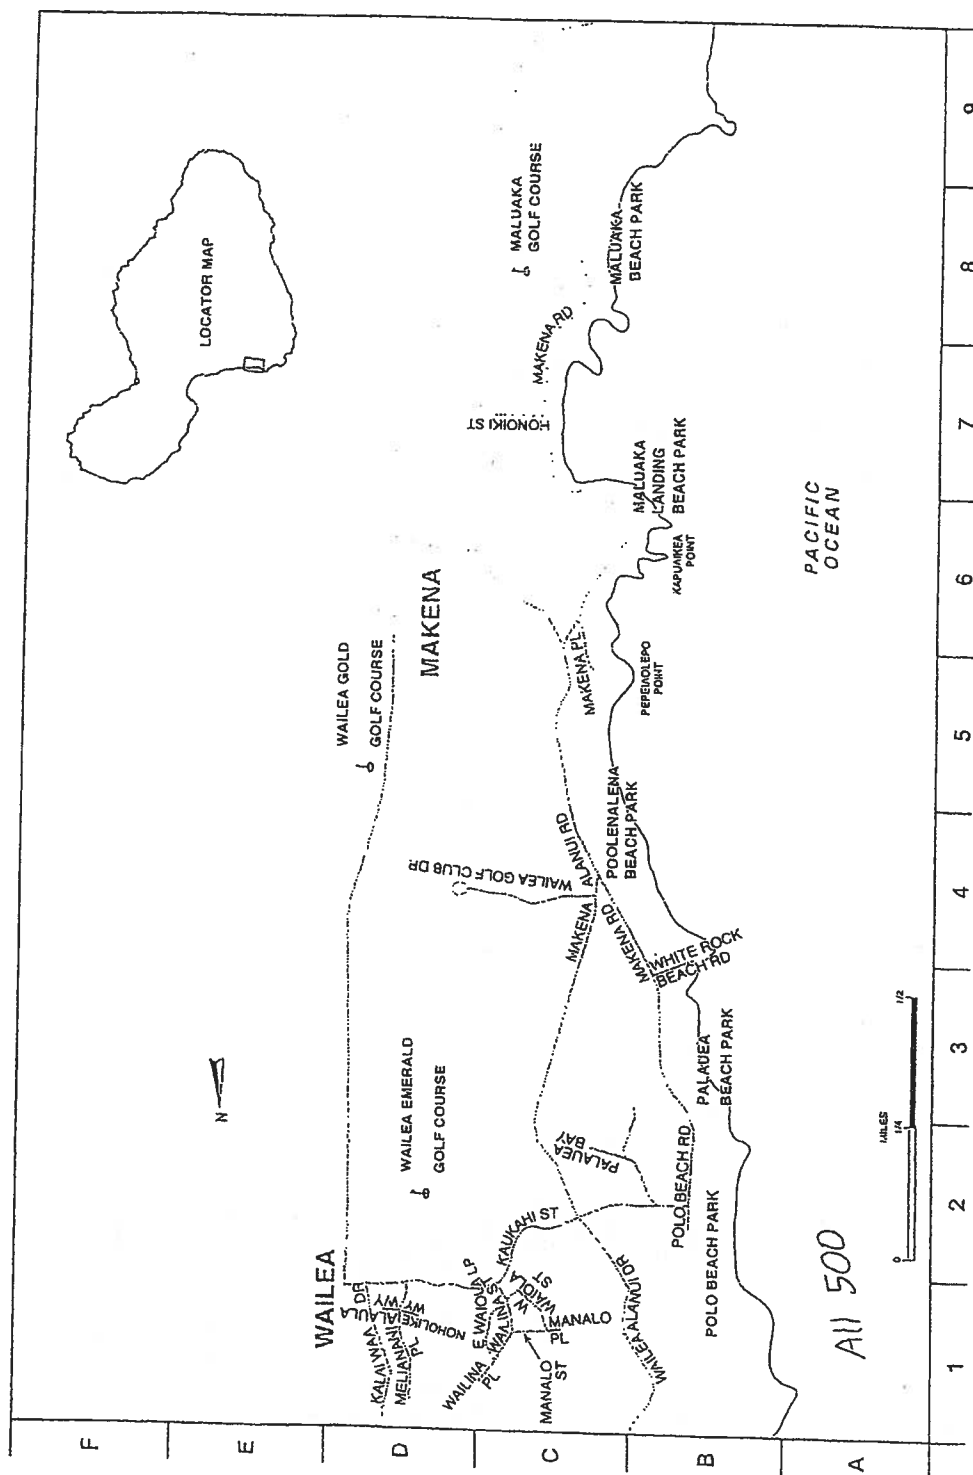 LOCATOR MAP
N
WAILEA
MAKENA
WAILEA GOLD
GOLF COURSE
WAILEA EMERALD
GOLF COURSE
MALUAKA
GOLF COURSE
KALAI WAA
DR
ALAULA
WY
MELIANANI
PL
NOHOLIKE
WY
E WAIOLA
LP
WAILINA
ST
WAILINA
PL
W
WAIOLA
ST
MANALO
ST
MANALO
PL
KAUKAHI ST
WAILEA ALANUI DR
PALAUEA
BAY
POLO BEACH RD
POLO BEACH PARK
PALAUEA
BEACH PARK
MAKENA ALANUI RD
WAILEA GOLF CLUB DR
MAKENA RD
WHITE ROCK
BEACH RD
POOLENALENA
BEACH PARK
MAKENA PL
PEPEIAOLEPO
POINT
KAPUAIKEA
POINT
MALUAKA
LANDING
BEACH PARK
HONOIKI ST
MAKENA RD
MALUAKA
BEACH PARK
PACIFIC
OCEAN
All 500
MILES
0 1/4 1/2
F
E
D
C
B
A
1 2 3 4 5 6 7 8 9